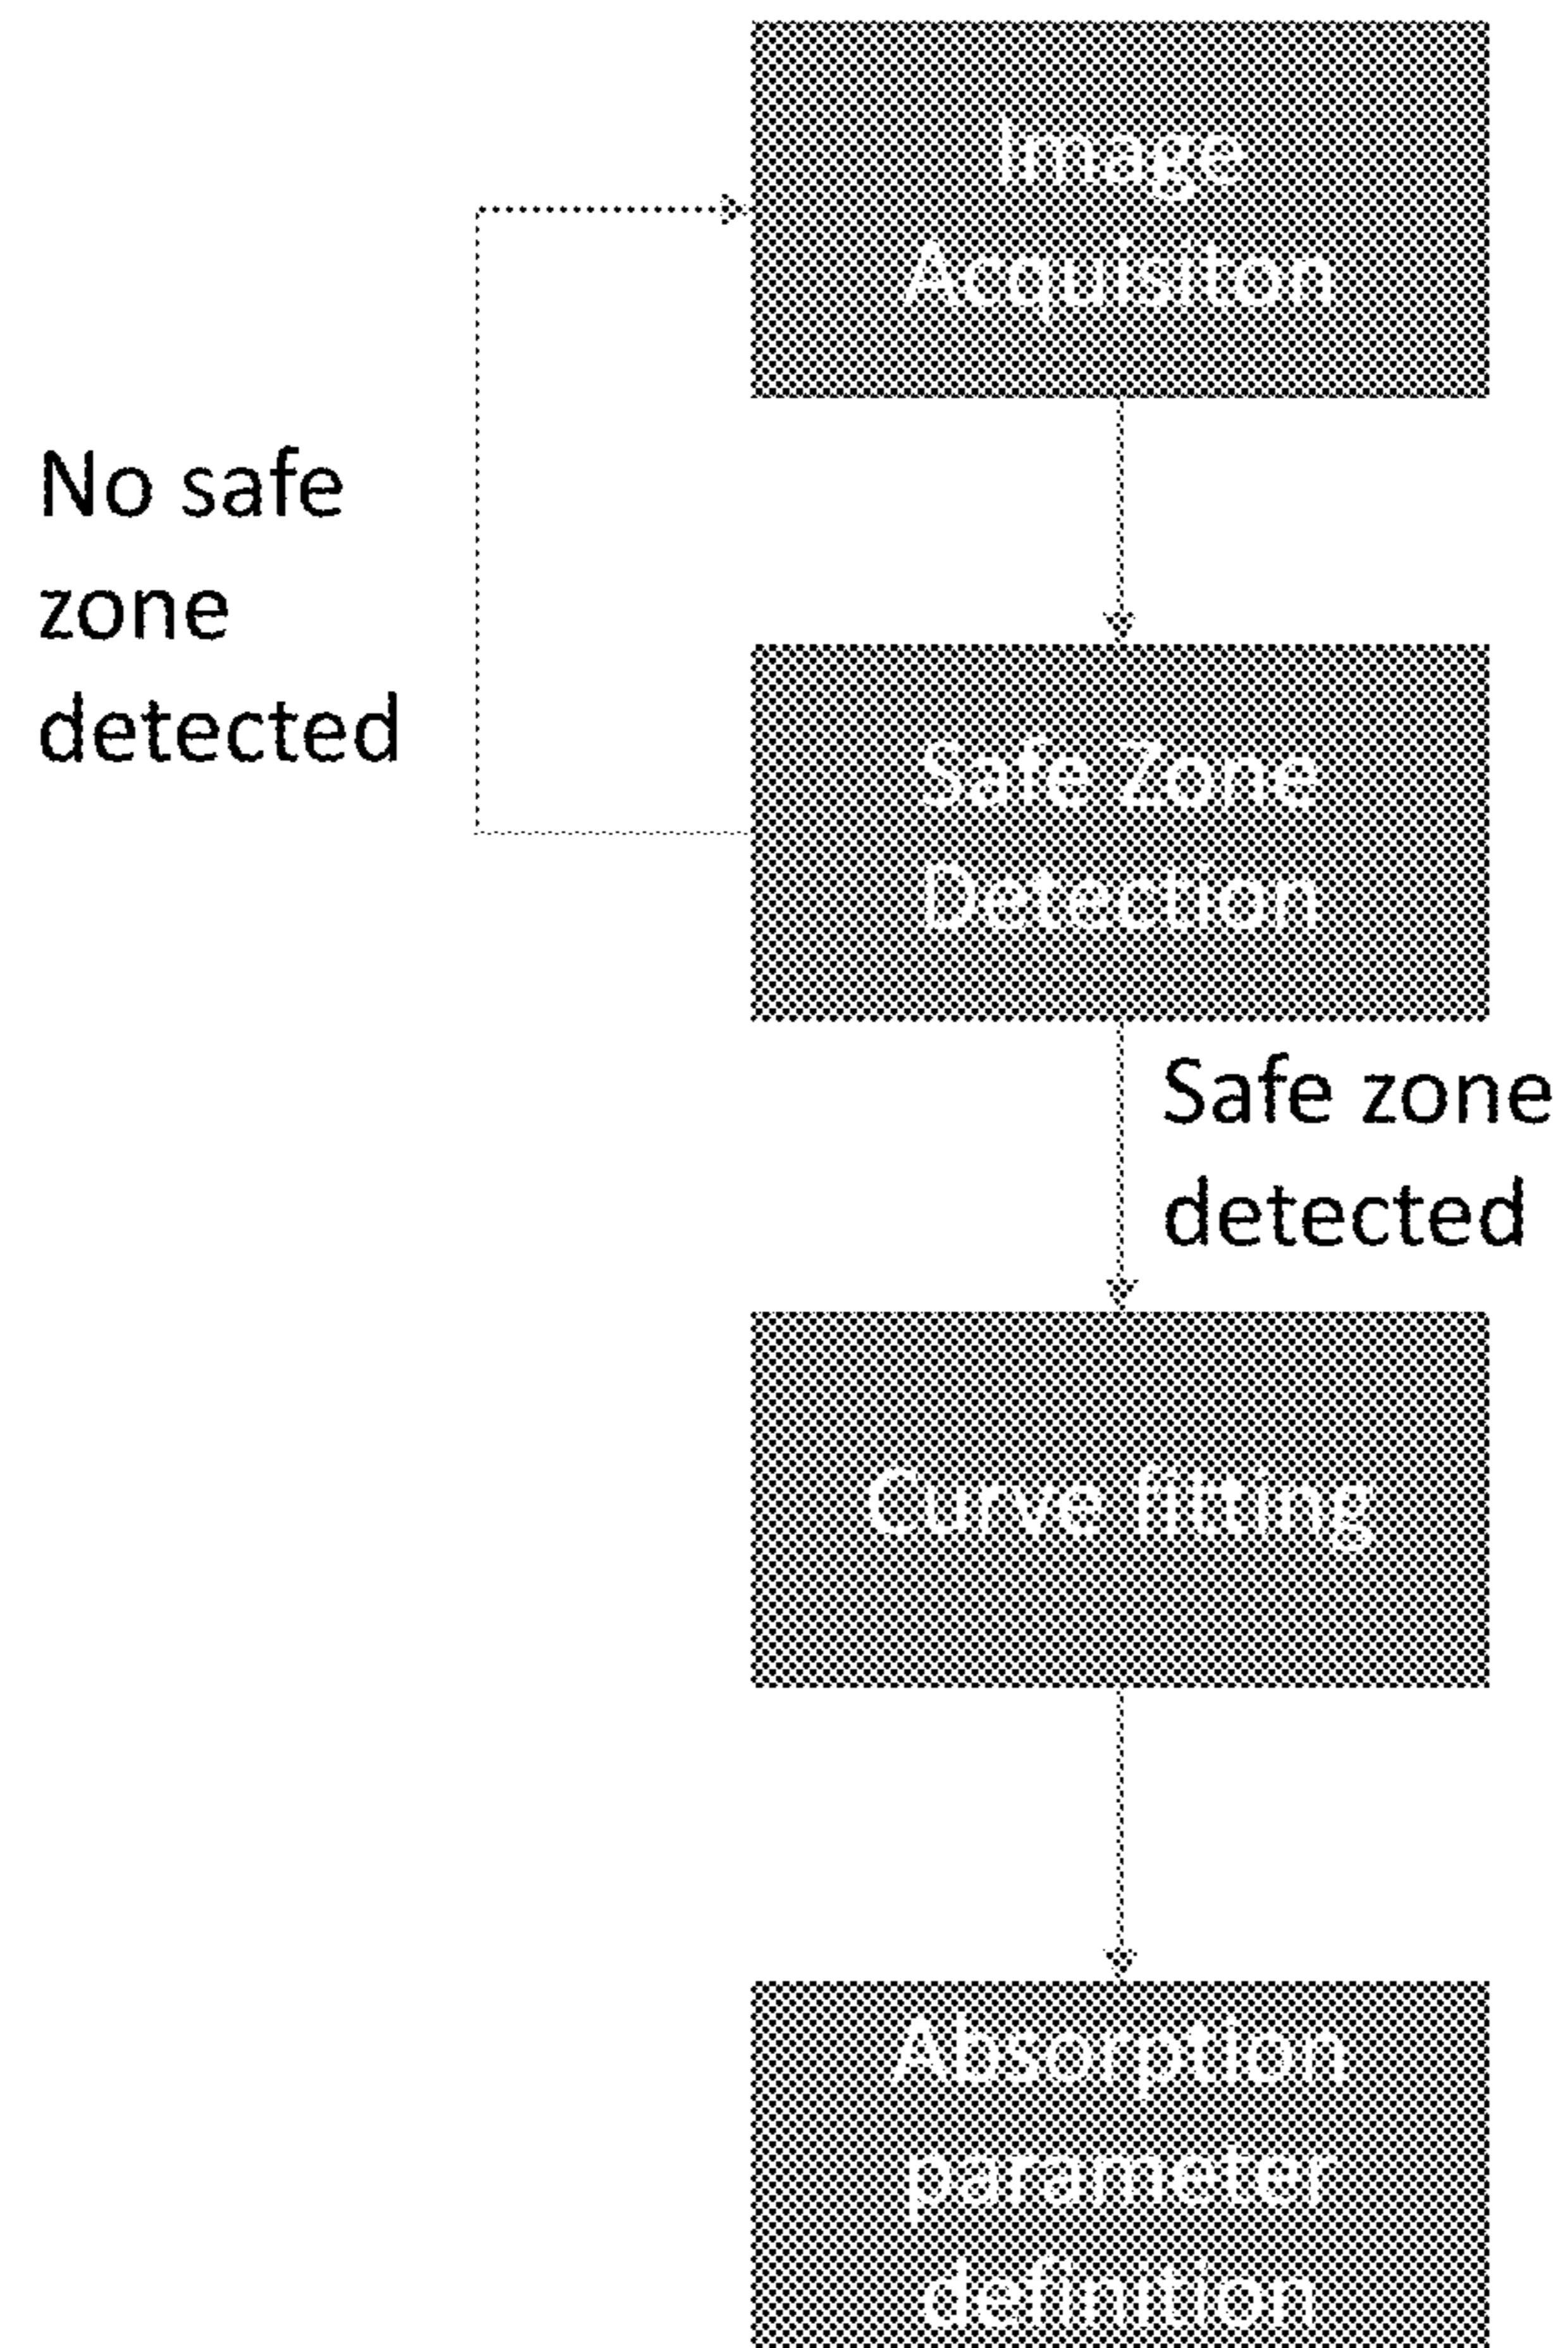 Image
Acquisiton
No safe
zone
detected
Safe Zone
Detection
Safe zone
detected
Curve fitting
Absorption
parameter
definition